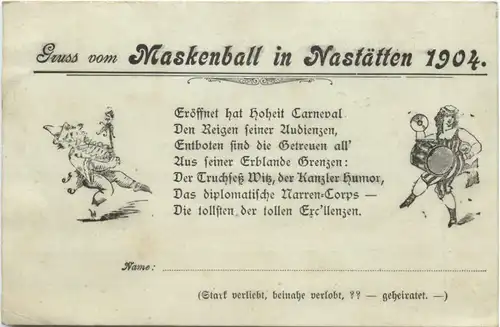 Gruss vom Maskenball in Nastätten 1904.
Eröffnet hat Hoheit Carneval
Den Reigen seiner Audienzen,
Entboten sind die Getreuen all'
Aus seiner Erblande Grenzen:
Der Truchseß Witz, der Kanzler Humor,
Das diplomatische Narren-Corps —
Die tollsten der tollen Exc'llenzen.
Name:
(Stark verliebt, beinahe verlobt, ?? — geheiratet. —)